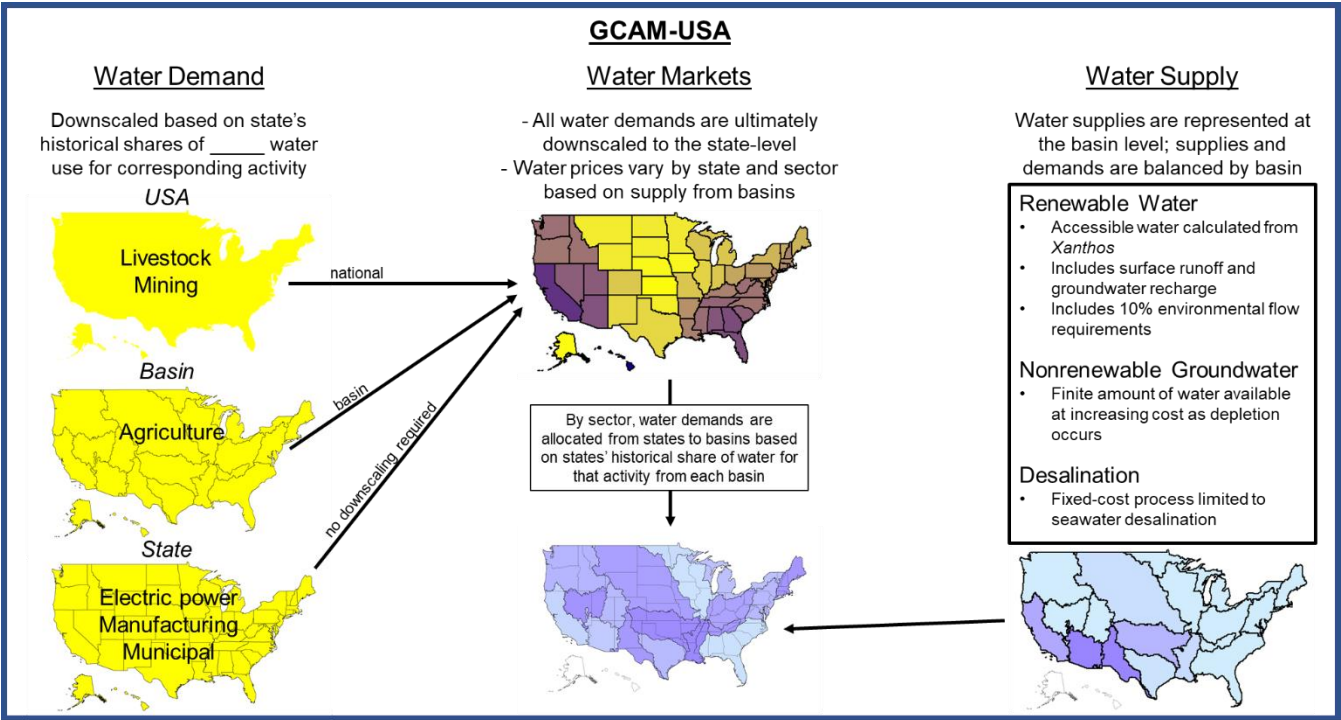 GCAM-USA
Water Demand
Downscaled based on state's
historical shares of _____ water
use for corresponding activity
USA
Livestock
Mining
national
Basin
Agriculture
basin
State
Electric power
Manufacturing
Municipal
no downscaling required
Water Markets
- All water demands are ultimately
downscaled to the state-level
- Water prices vary by state and sector
based on supply from basins
By sector, water demands are
allocated from states to basins based
on states' historical share of water for
that activity from each basin
Water Supply
Water supplies are represented at
the basin level; supplies and
demands are balanced by basin
Renewable Water
• Accessible water calculated from
Xanthos
• Includes surface runoff and
groundwater recharge
• Includes 10% environmental flow
requirements
Nonrenewable Groundwater
• Finite amount of water available
at increasing cost as depletion
occurs
Desalination
• Fixed-cost process limited to
seawater desalination